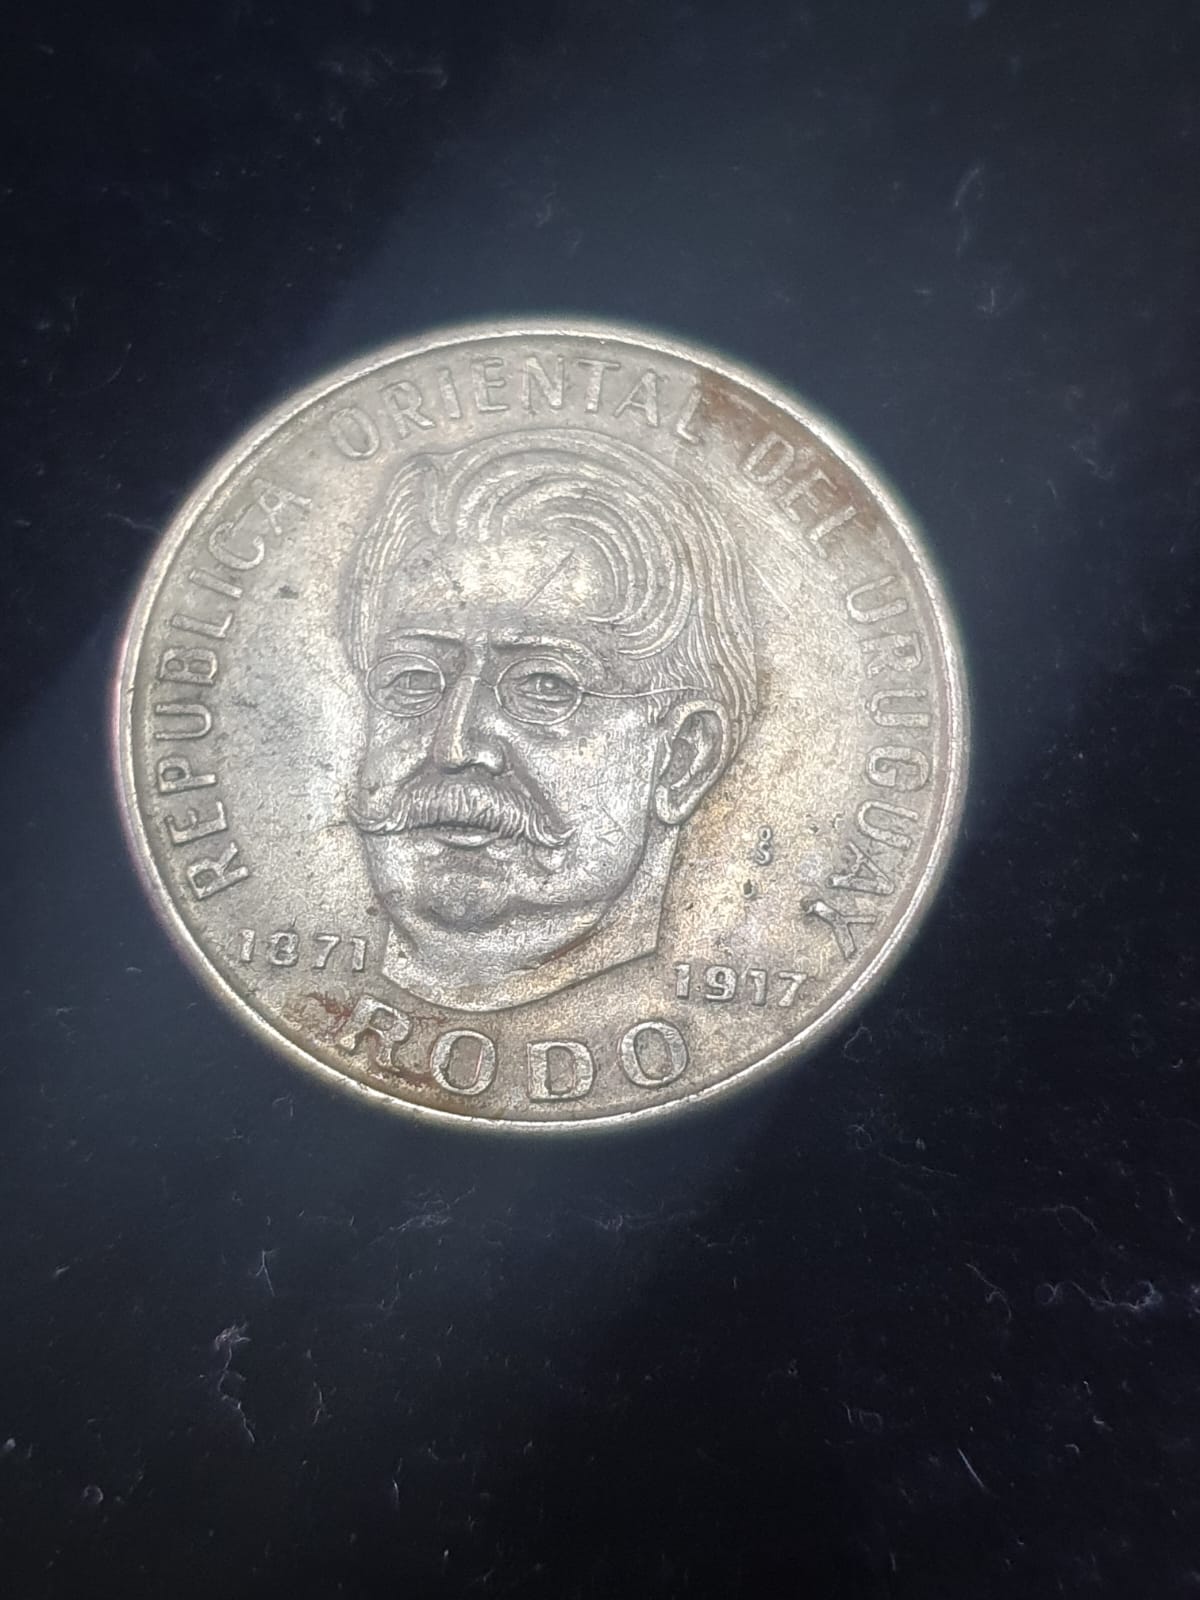 REPUBLICA ORIENTAL DEL URUGUAY
1871 1917
RODO